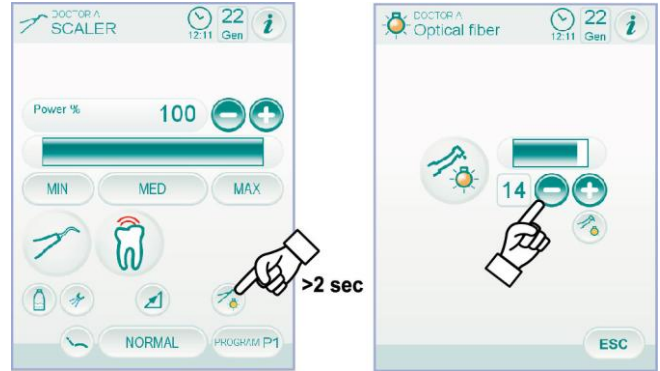 DOCTOR A
SCALER
12:11
22
Gen
i
Power %
100
MIN
MED
MAX
>2 sec
NORMAL
PROGRAM P1
DOCTOR A
Optical fiber
12:11
22
Gen
i
14
ESC